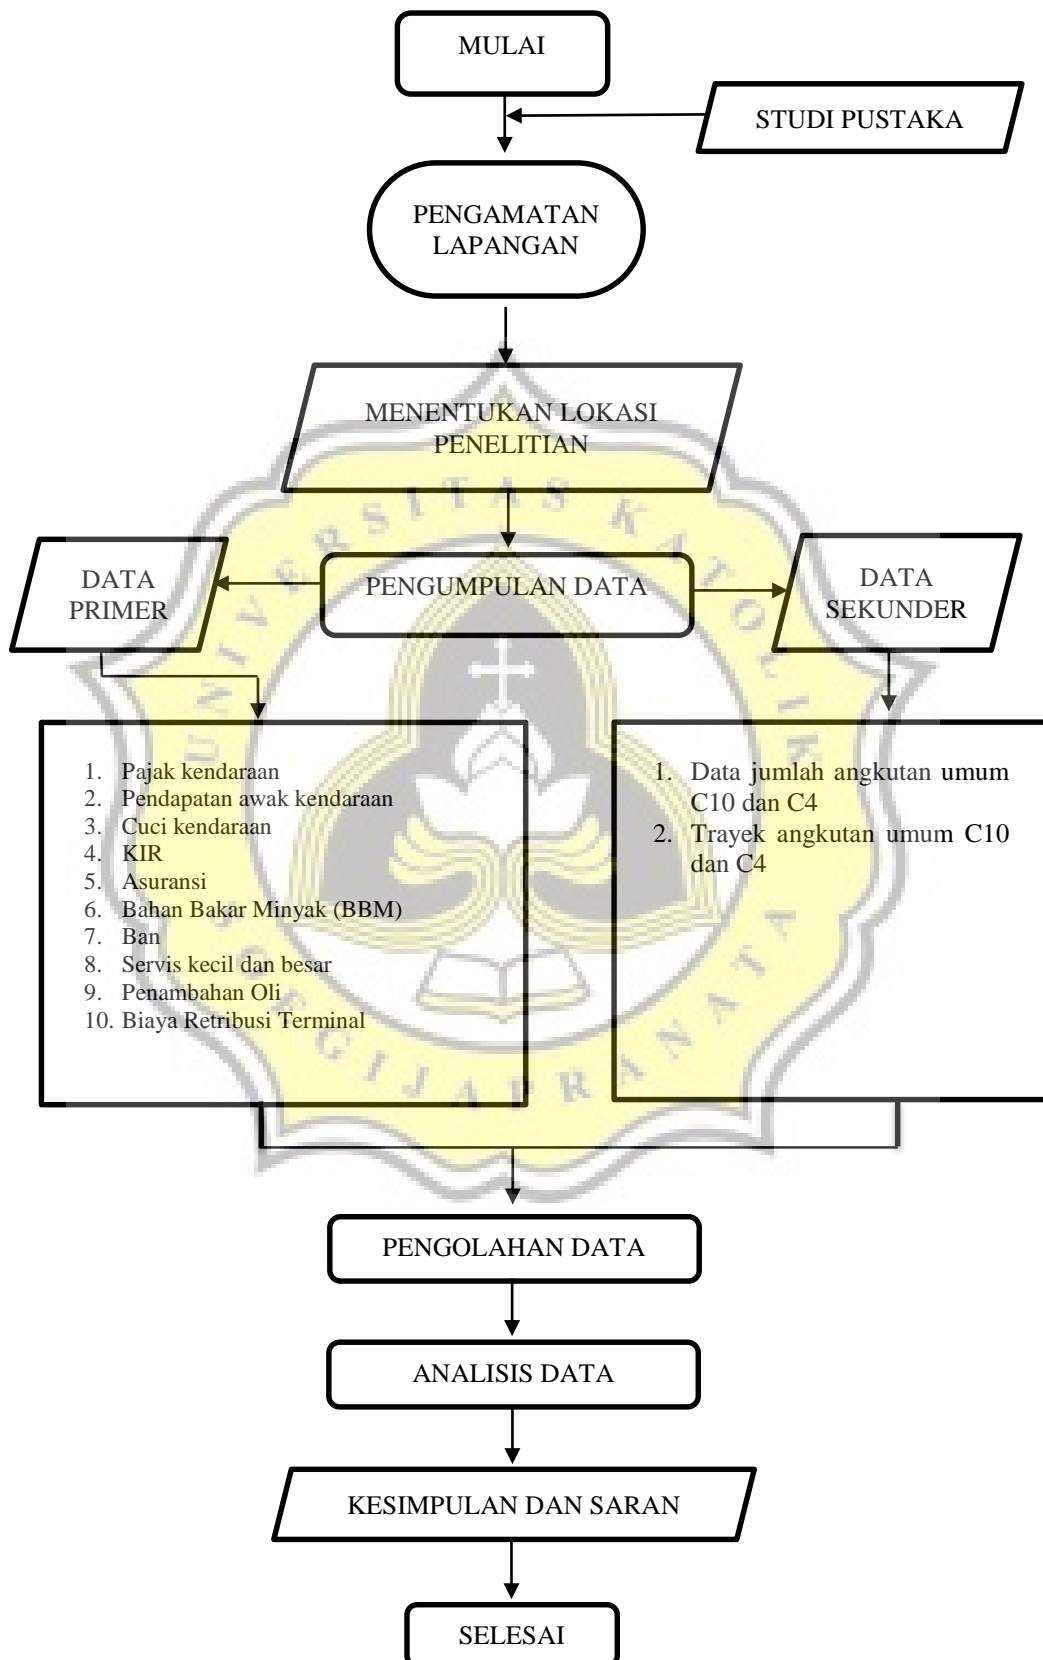 MULAI
STUDI PUSTAKA
PENGAMATAN
LAPANGAN
MENENTUKAN LOKASI
PENELITIAN
DATA
PRIMER
PENGUMPULAN DATA
DATA
SEKUNDER
1. Pajak kendaraan
2. Pendapatan awak kendaraan
3. Cuci kendaraan
4. KIR
5. Asuransi
6. Bahan Bakar Minyak (BBM)
7. Ban
8. Servis kecil dan besar
9. Penambahan Oli
10. Biaya Retribusi Terminal
1. Data jumlah angkutan umum
C10 dan C4
2. Trayek angkutan umum C10
dan C4
PENGOLAHAN DATA
ANALISIS DATA
KESIMPULAN DAN SARAN
SELESAI
UNIVERSITAS KATOLIK
SOEGIJAPRANATA